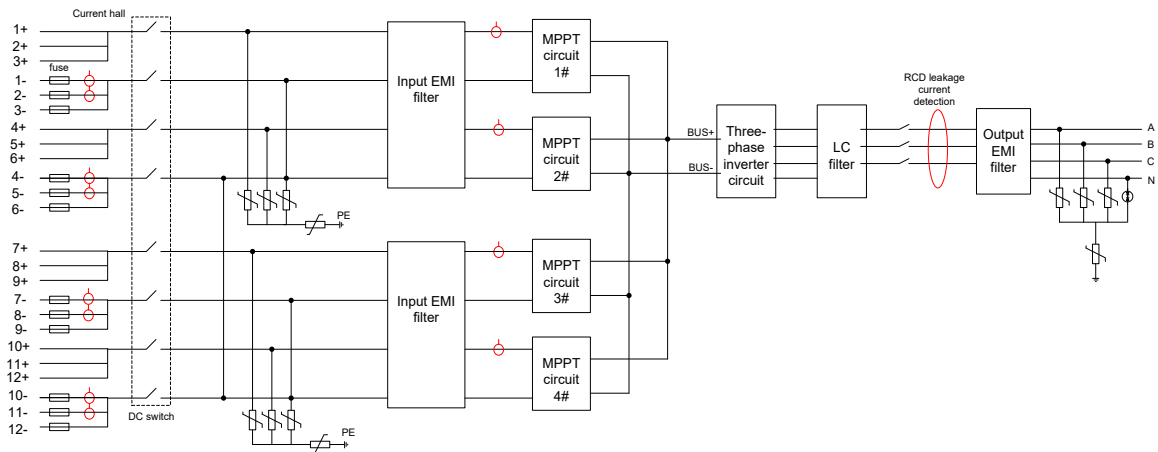 Current hall
1+
2+
3+
fuse
1-
2-
3-
4+
5+
6+
4-
5-
6-
7+
8+
9+
7-
8-
9-
10+
11+
12+
10-
11-
12-
DC switch
PE
PE
Input EMI
filter
Input EMI
filter
MPPT
circuit
1#
MPPT
circuit
2#
MPPT
circuit
3#
MPPT
circuit
4#
BUS+
BUS-
Three-
phase
inverter
circuit
LC
filter
RCD leakage
current
detection
Output
EMI
filter
A
B
C
N